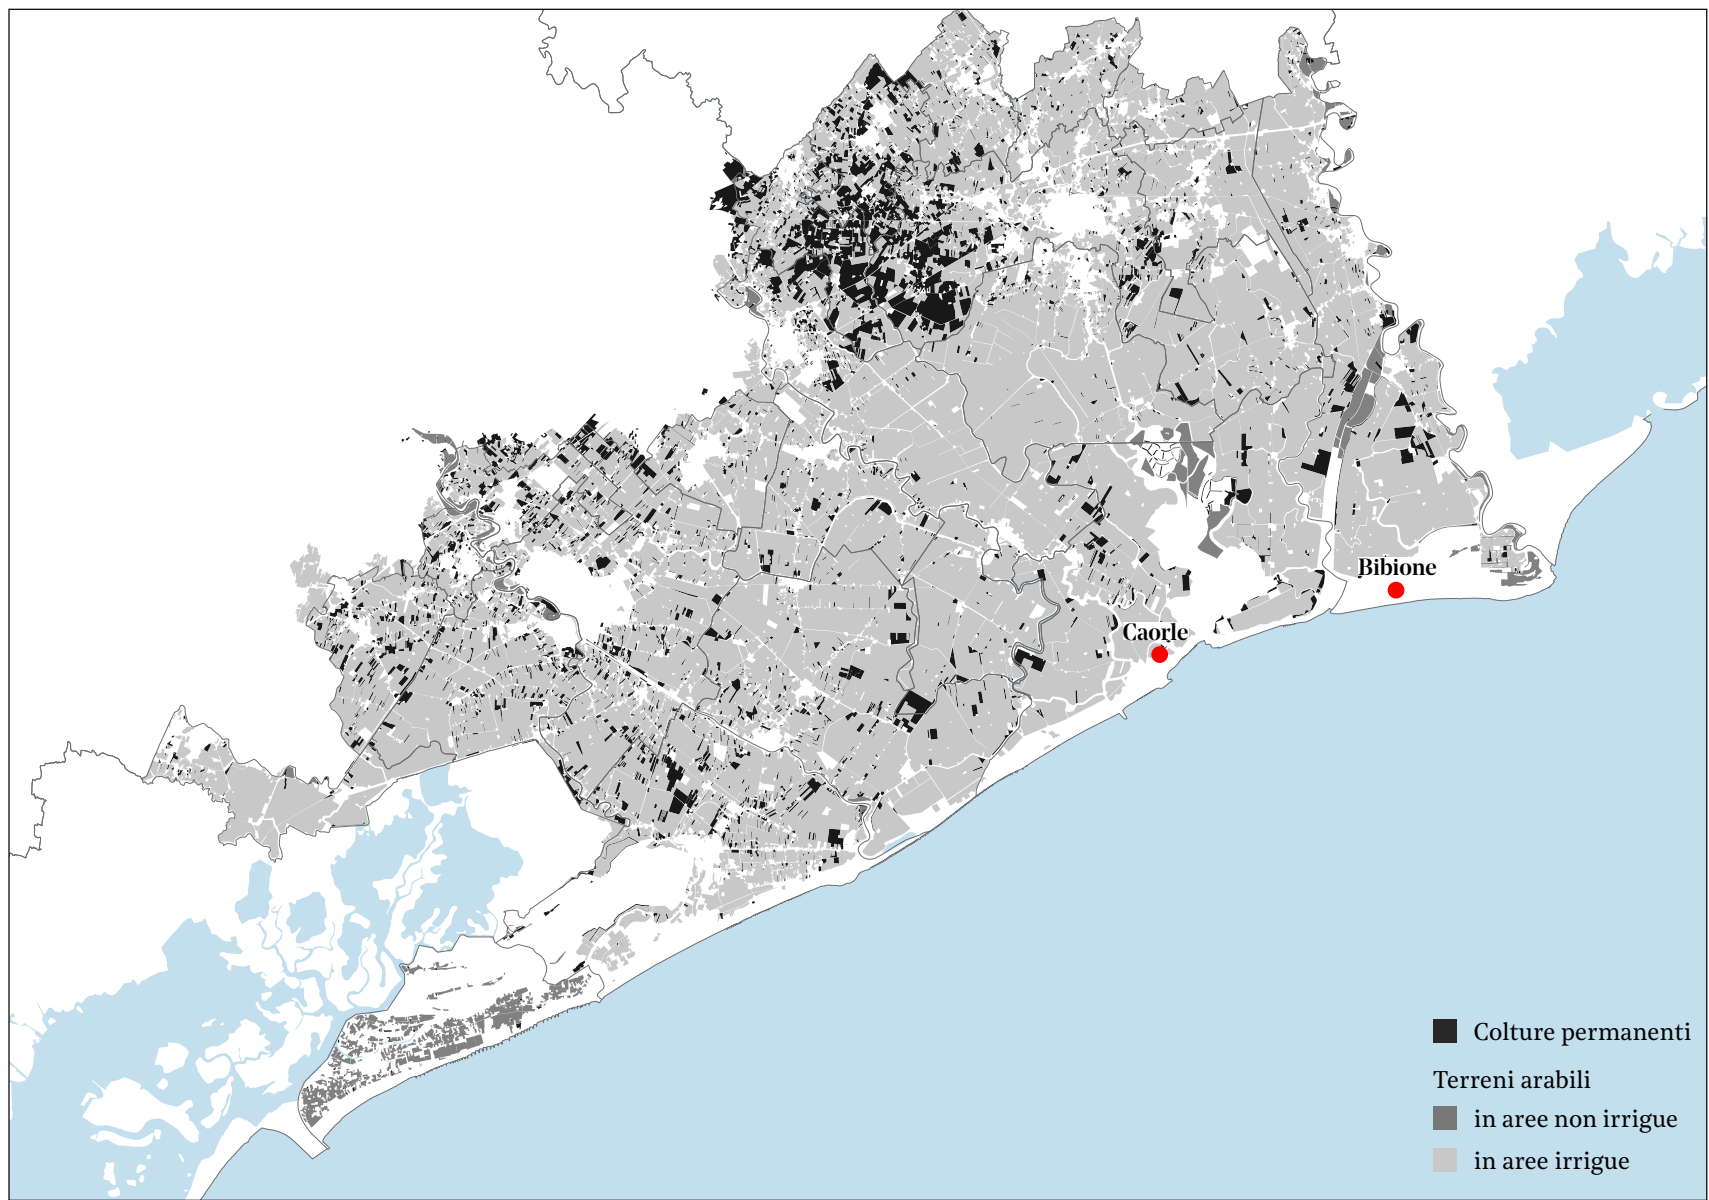 Bibione
Caorle
Colture permanenti
Terreni arabili
in aree non irrigue
in aree irrigue